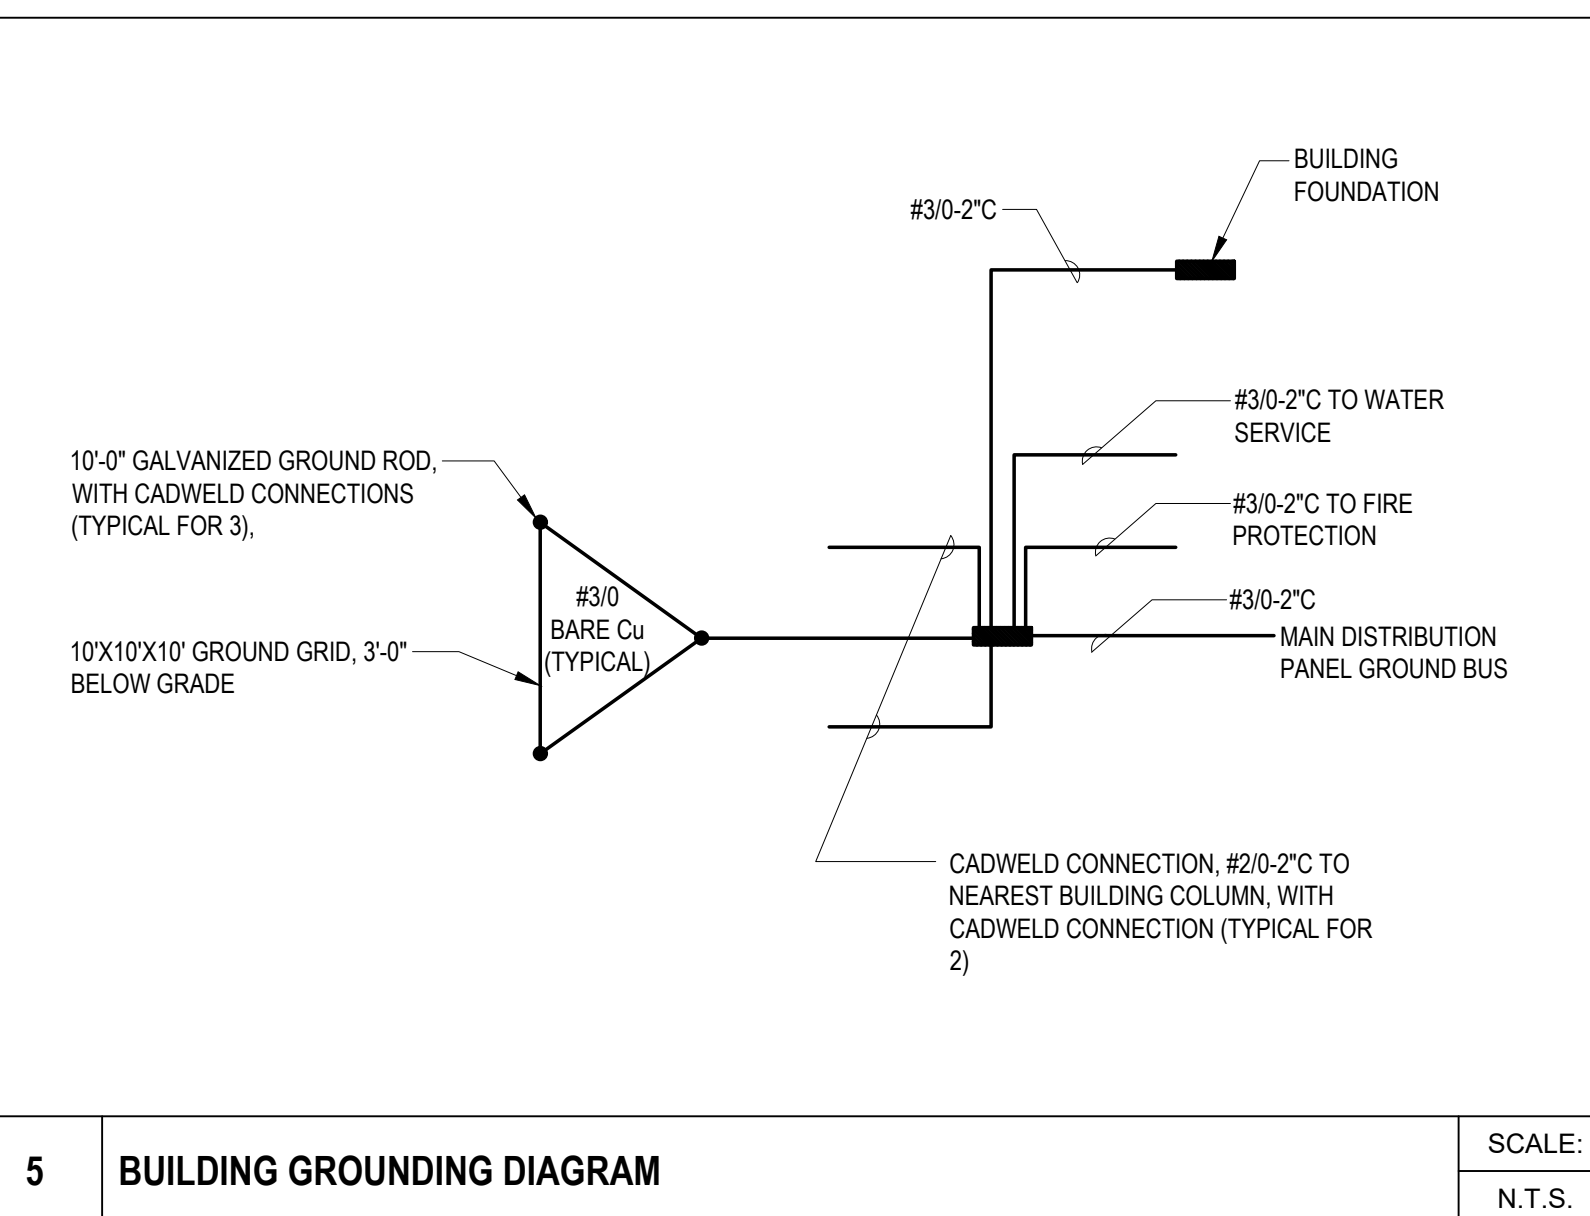 BUILDING
FOUNDATION
#3/0-2"C
#3/0-2"C TO WATER
SERVICE
10'-0" GALVANIZED GROUND ROD,
WITH CADWELD CONNECTIONS
(TYPICAL FOR 3),
#3/0-2"C TO FIRE
PROTECTION
#3/0
BARE Cu
(TYPICAL)
#3/0-2"C
MAIN DISTRIBUTION
PANEL GROUND BUS
10'X10'X10' GROUND GRID, 3'-0"
BELOW GRADE
CADWELD CONNECTION, #2/0-2"C TO
NEAREST BUILDING COLUMN, WITH
CADWELD CONNECTION (TYPICAL FOR
2)
5
BUILDING GROUNDING DIAGRAM
SCALE:
N.T.S.